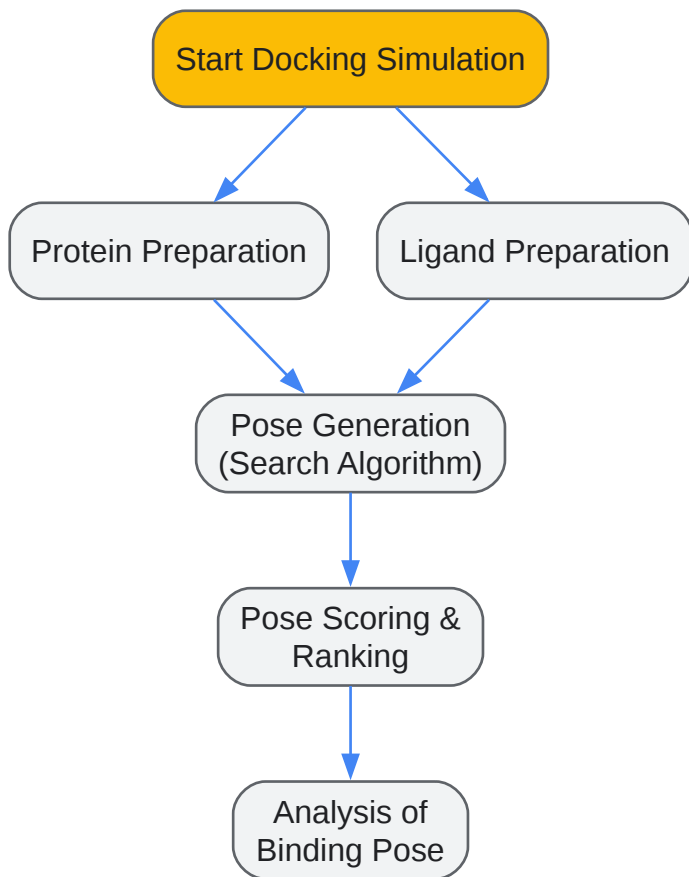 Start Docking Simulation
Protein Preparation
Ligand Preparation
Pose Generation
(Search Algorithm)
Pose Scoring &
Ranking
Analysis of
Binding Pose